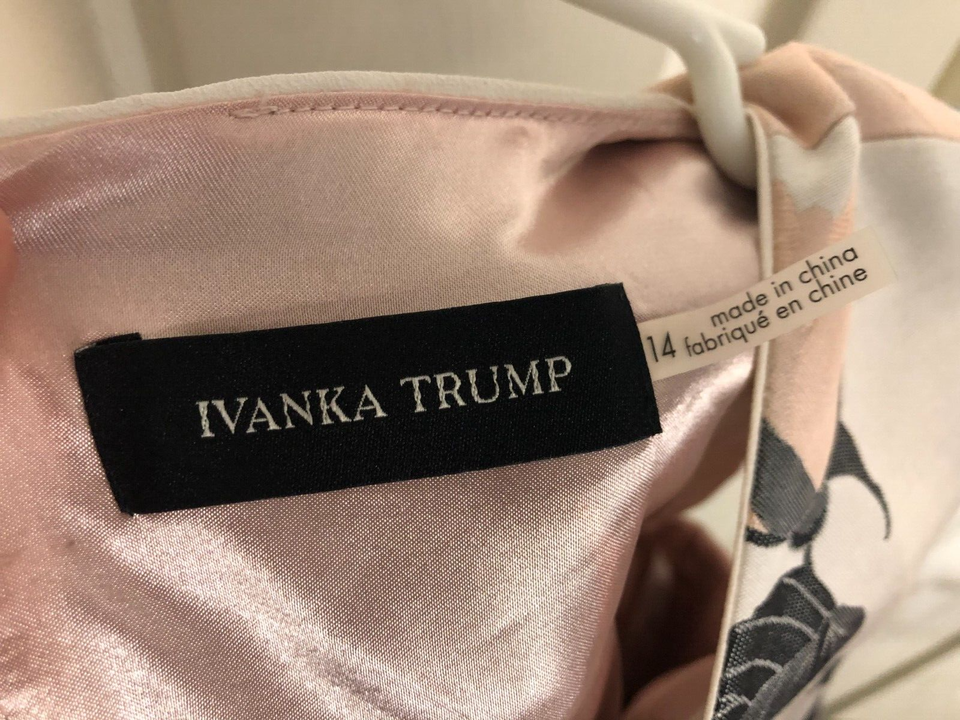 IVANKA TRUMP
14
made in china
fabriqué en chine